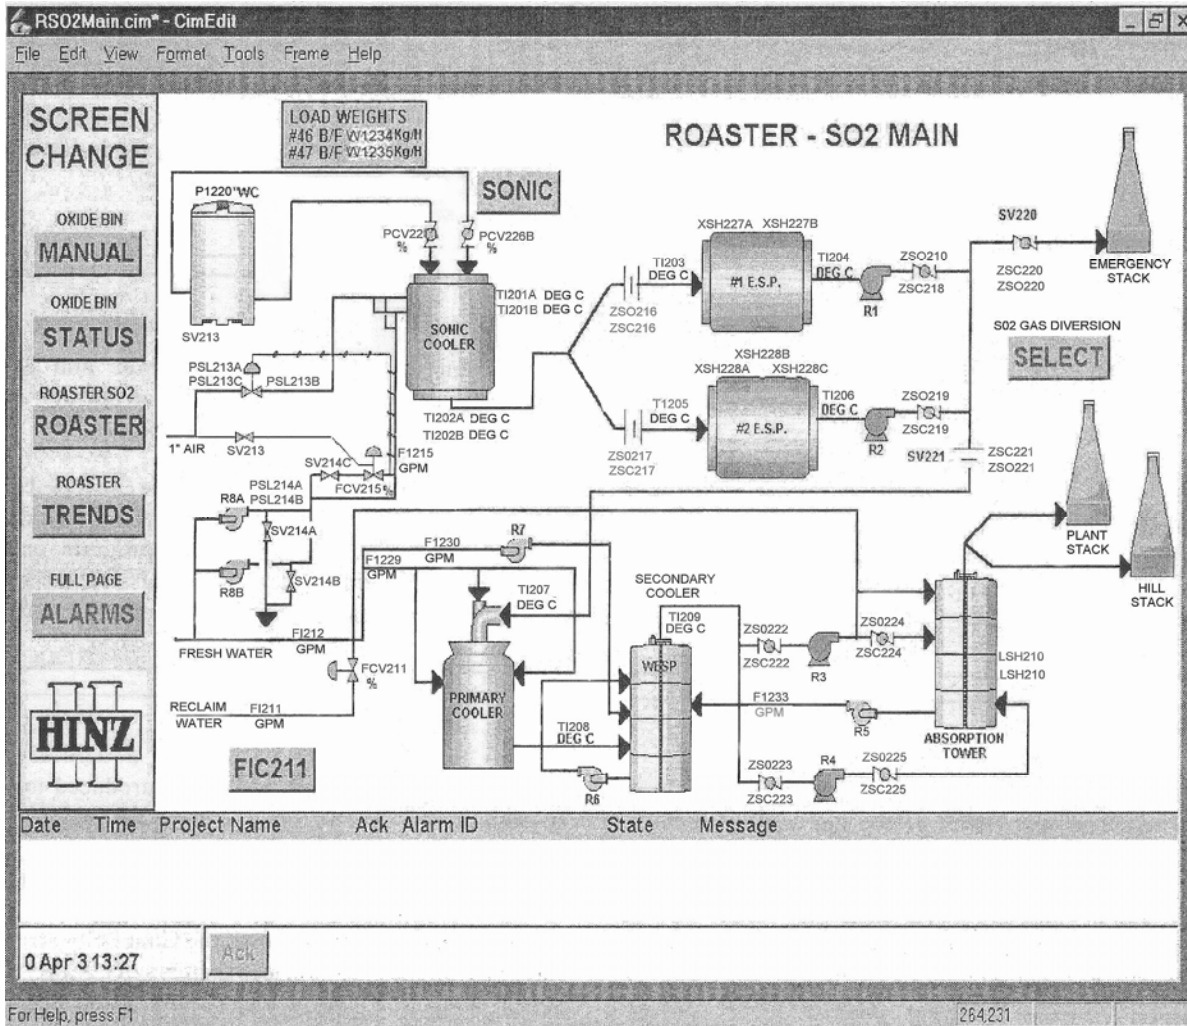 RSO2Main.cim* - CimEdit
File Edit View Format Tools Frame Help
SCREEN
CHANGE
OXIDE BIN
MANUAL
OXIDE BIN
STATUS
ROASTER SO2
ROASTER
ROASTER
TRENDS
FULL PAGE
ALARMS
HINZ
LOAD WEIGHTS
#46 B/F W1234Kg/H
#47 B/F W1235Kg/H
ROASTER - SO2 MAIN
SONIC
P1220"WC
SV213
PCV226B
%
%
SONIC
COOLER
TI201A DEG C
TI201B DEG C
TI202A DEG C
TI202B DEG C
PSL213A
PSL213C
PSL213B
1" AIR
SV213
SV214C
FCV215%
F1215
GPM
PSL214A
PSL214B
R8A
SV214A
R8B
SV214B
TI203
DEG C
ZSO216
ZSC216
XSH227A
XSH227B
#1 E.S.P.
TI204
DEG C
R1
ZSO210
ZSC218
SV220
ZSC220
ZSO220
EMERGENCY
STACK
S02 GAS DIVERSION
SELECT
T1205
DEG C
ZS0217
ZSC217
XSH228B
XSH228A
XSH228C
#2 E.S.P.
TI206
DEG C
R2
ZSO219
ZSC219
SV221
ZSC221
ZSO221
PLANT
STACK
HILL
STACK
R7
F1230
GPM
F1229
GPM
TI207
DEG C
FRESH WATER
FI212
GPM
FCV211
%
RECLAIM
WATER
FI211
GPM
FIC211
PRIMARY
COOLER
TI208
DEG C
SECONDARY
COOLER
TI209
DEG C
WESP
R6
ZS0222
ZSC222
R3
ZS0224
ZSC224
F1233
GPM
R5
ZS0223
ZSC223
R4
ZS0225
ZSC225
LSH210
LSH210
ABSORPTION
TOWER
Date Time Project Name Ack Alarm ID State Message
0 Apr 3 13:27
Ack
For Help, press F1
264,231